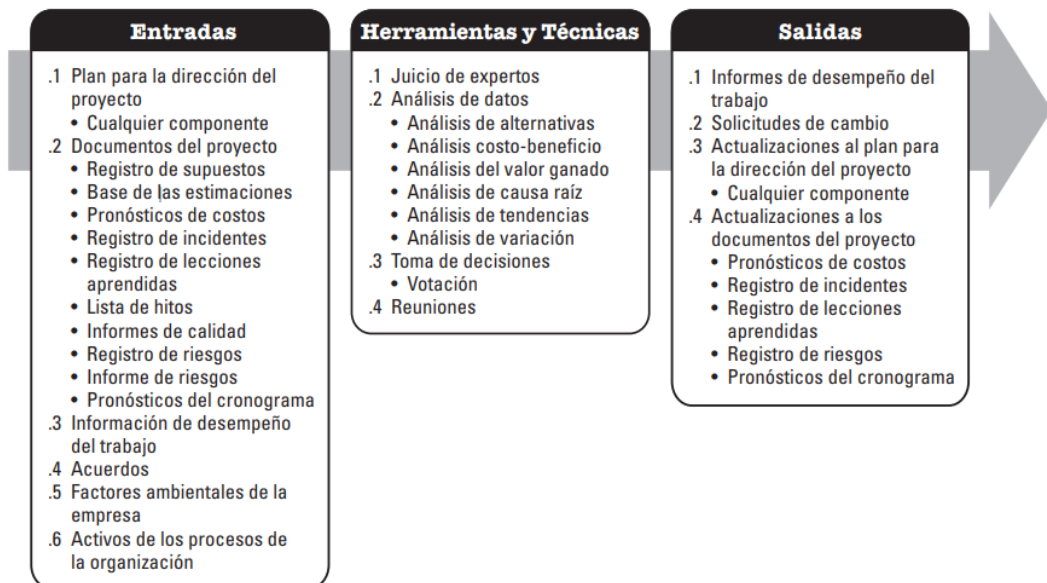 Entradas
.1 Plan para la dirección del
proyecto
• Cualquier componente
.2 Documentos del proyecto
• Registro de supuestos
• Base de las estimaciones
• Pronósticos de costos
• Registro de incidentes
• Registro de lecciones
aprendidas
• Lista de hitos
• Informes de calidad
• Registro de riesgos
• Informe de riesgos
• Pronósticos del cronograma
.3 Información de desempeño
del trabajo
.4 Acuerdos
.5 Factores ambientales de la
empresa
.6 Activos de los procesos de
la organización
Herramientas y Técnicas
.1 Juicio de expertos
.2 Análisis de datos
• Análisis de alternativas
• Análisis costo-beneficio
• Análisis del valor ganado
• Análisis de causa raíz
• Análisis de tendencias
• Análisis de variación
.3 Toma de decisiones
• Votación
.4 Reuniones
Salidas
.1 Informes de desempeño del
trabajo
.2 Solicitudes de cambio
.3 Actualizaciones al plan para
la dirección del proyecto
• Cualquier componente
.4 Actualizaciones a los
documentos del proyecto
• Pronósticos de costos
• Registro de incidentes
• Registro de lecciones
aprendidas
• Registro de riesgos
• Pronósticos del cronograma